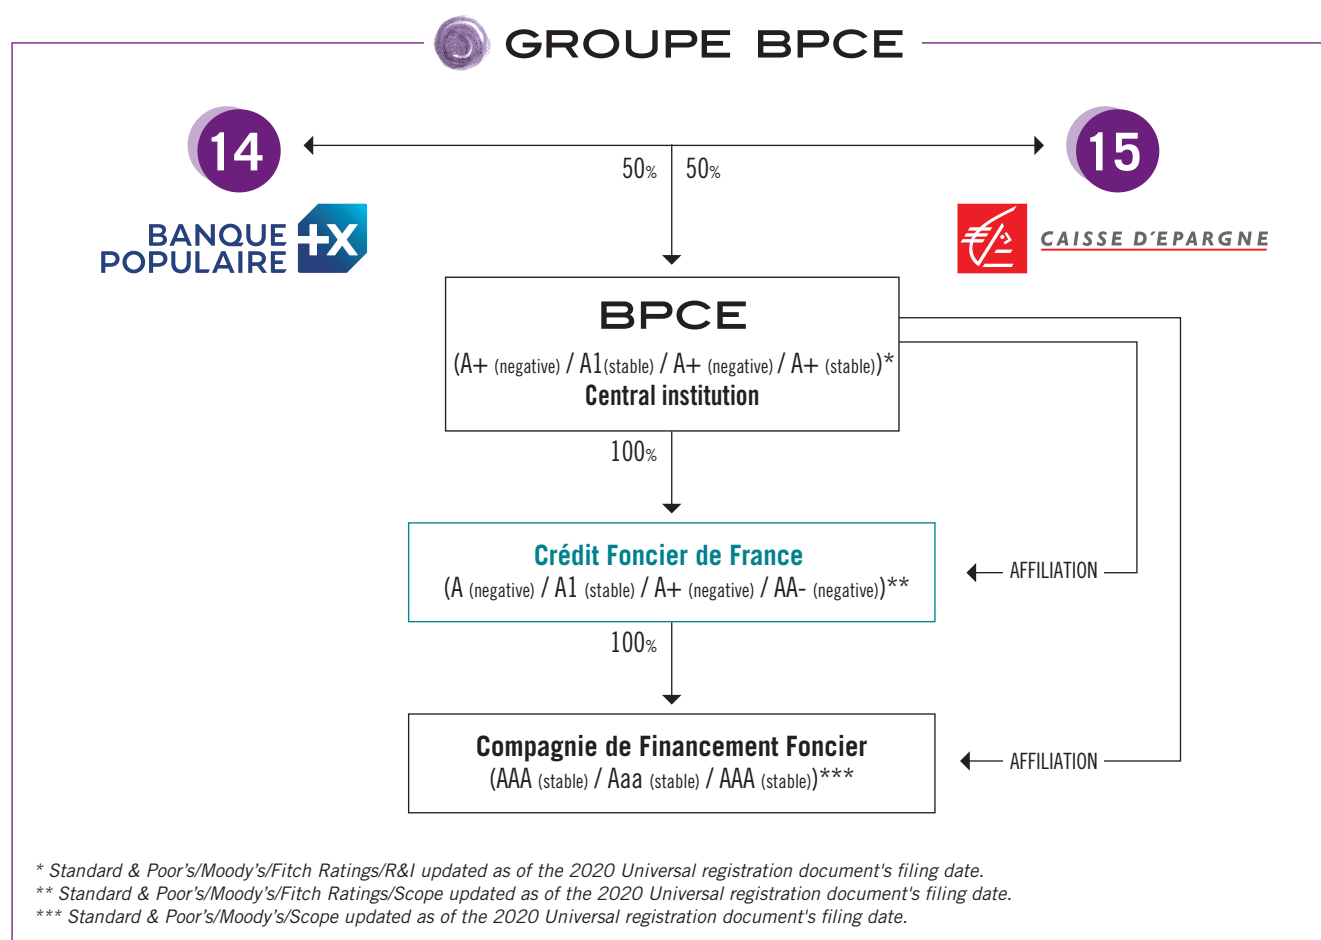 GROUPE BPCE
14
15
50% 50%
BANQUE
POPULAIRE +X
CAISSE D'EPARGNE
BPCE
(A+ (negative) / A1(stable) / A+ (negative) / A+ (stable))*
Central institution
100%
Crédit Foncier de France
(A (negative) / A1 (stable) / A+ (negative) / AA- (negative))**
AFFILIATION
100%
Compagnie de Financement Foncier
(AAA (stable) / Aaa (stable) / AAA (stable))***
AFFILIATION
* Standard & Poor's/Moody's/Fitch Ratings/R&I updated as of the 2020 Universal registration document's filing date.
** Standard & Poor's/Moody's/Fitch Ratings/Scope updated as of the 2020 Universal registration document's filing date.
*** Standard & Poor's/Moody's/Scope updated as of the 2020 Universal registration document's filing date.